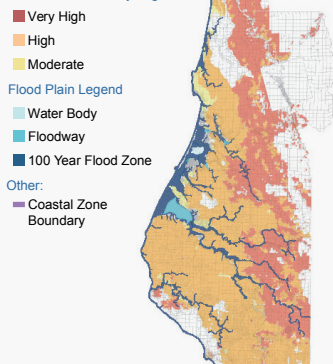 Very High
High
Moderate
Flood Plain Legend
Water Body
Floodway
100 Year Flood Zone
Other:
Coastal Zone
Boundary